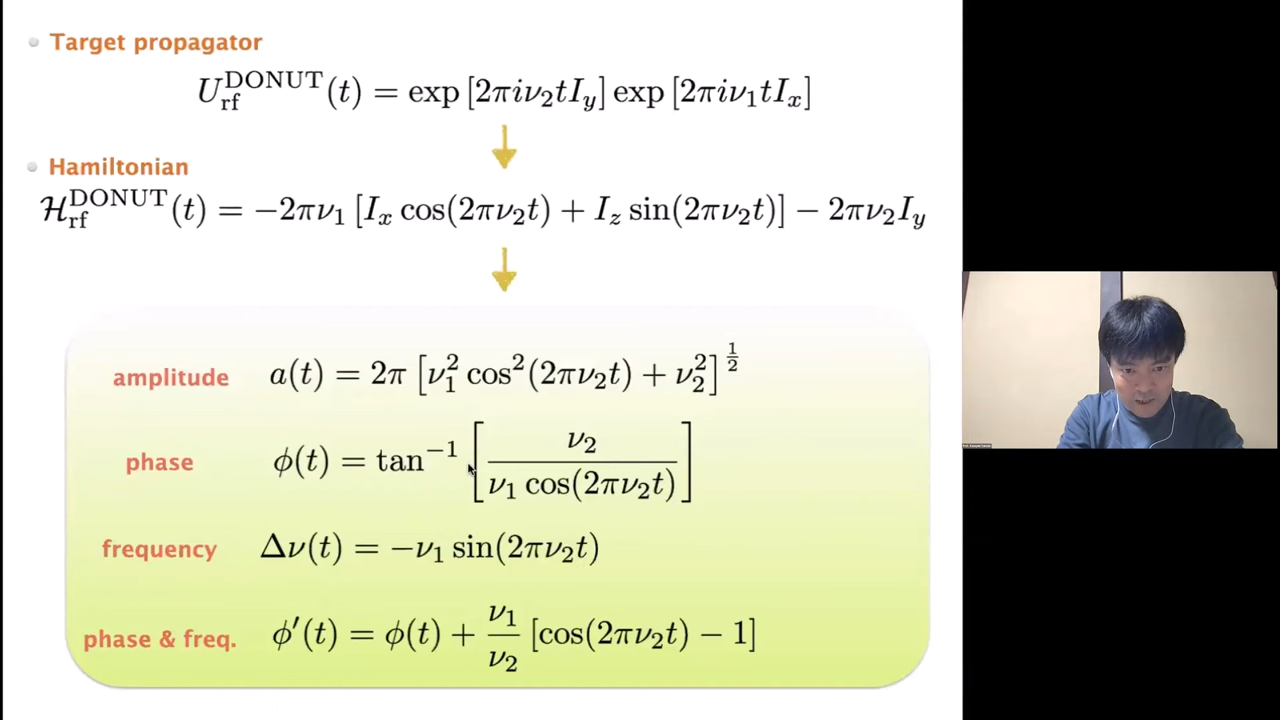 Target propagator
U_rf^DONUT(t) = exp [2πiν₂tI_y] exp [2πiν₁tI_x]
Hamiltonian
ℋ_rf^DONUT(t) = −2πν₁ [I_x cos(2πν₂t) + I_z sin(2πν₂t)] − 2πν₂I_y
amplitude a(t) = 2π [ν₁² cos²(2πν₂t) + ν₂²]^(1/2)
phase φ(t) = tan⁻¹ [ν₂ / (ν₁ cos(2πν₂t))]
frequency Δν(t) = −ν₁ sin(2πν₂t)
phase & freq. φ′(t) = φ(t) + ν₁/ν₂ [cos(2πν₂t) − 1]